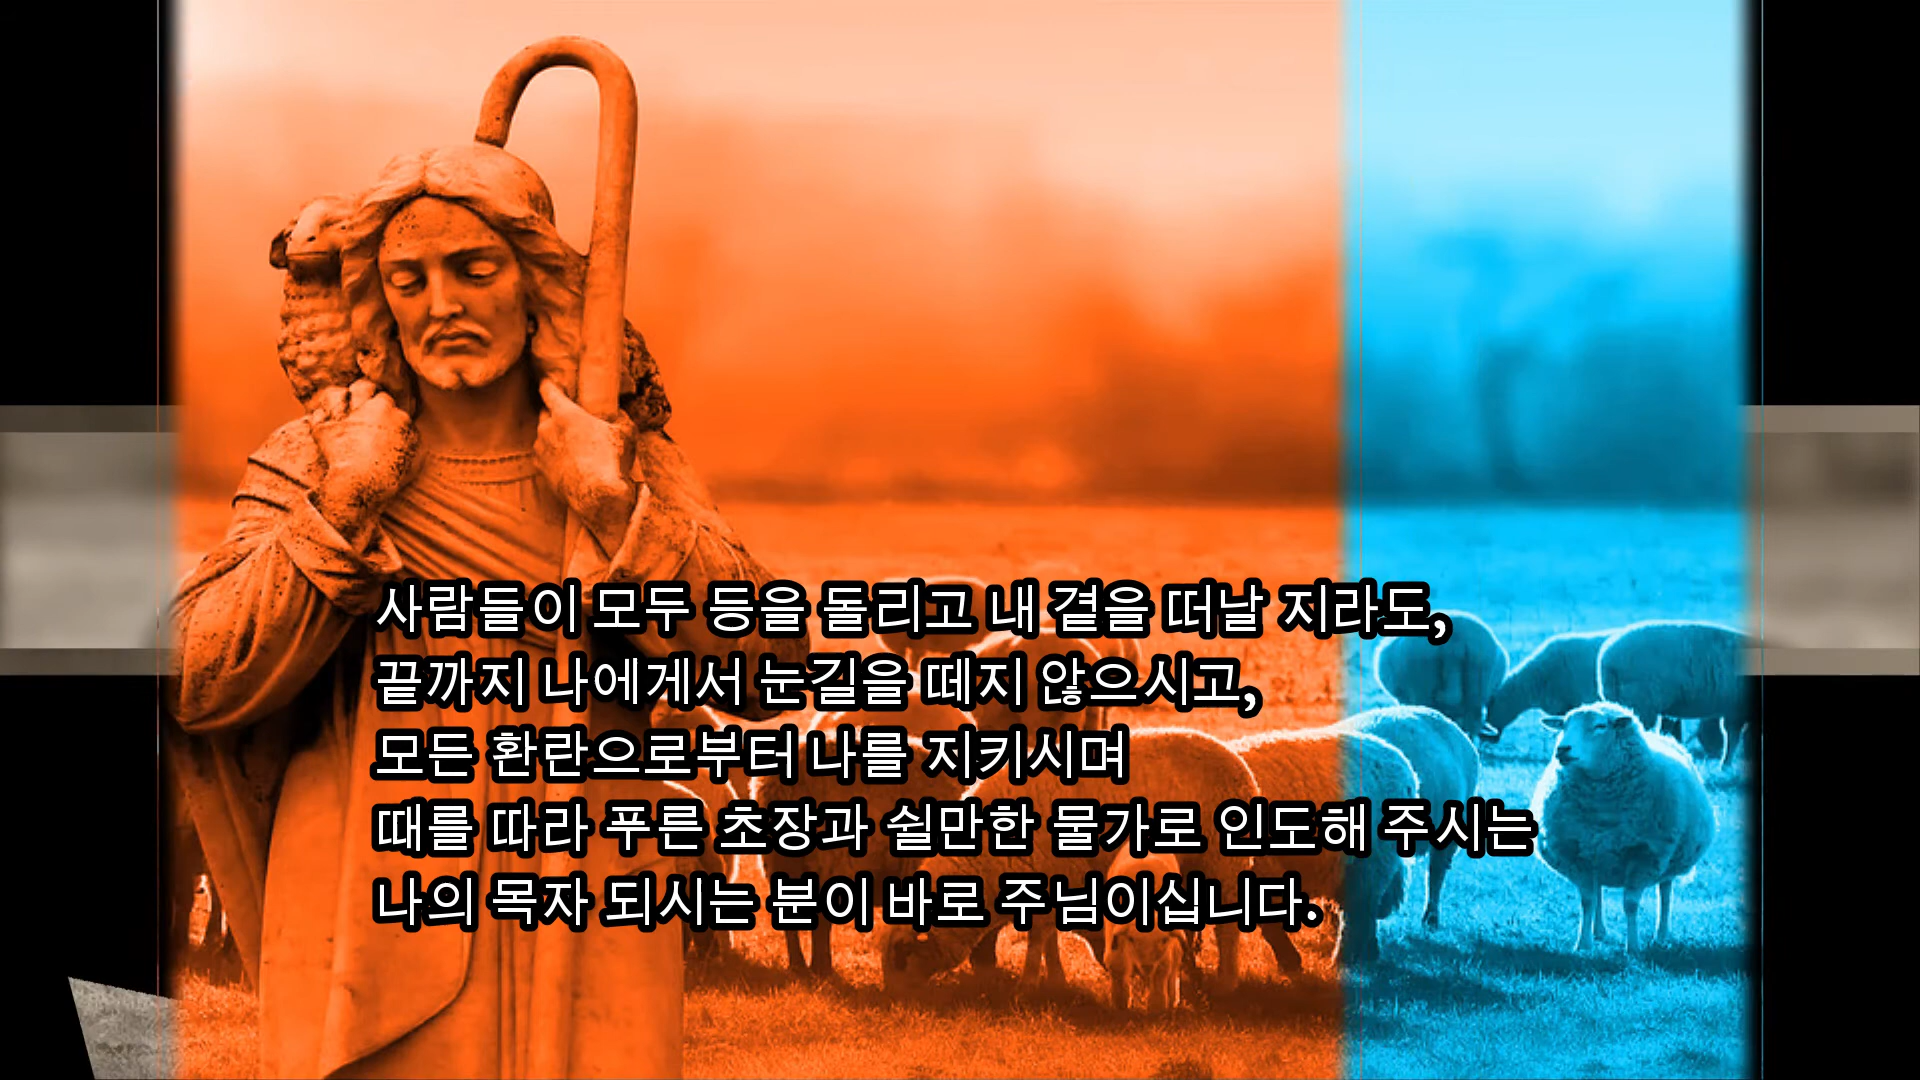 사람들이 모두 등을 돌리고 내 곁을 떠날 지라도,
끝까지 나에게서 눈길을 떼지 않으시고,
모든 환란으로부터 나를 지키시며
때를 따라 푸른 초장과 쉴만한 물가로 인도해 주시는
나의 목자 되시는 분이 바로 주님이십니다.